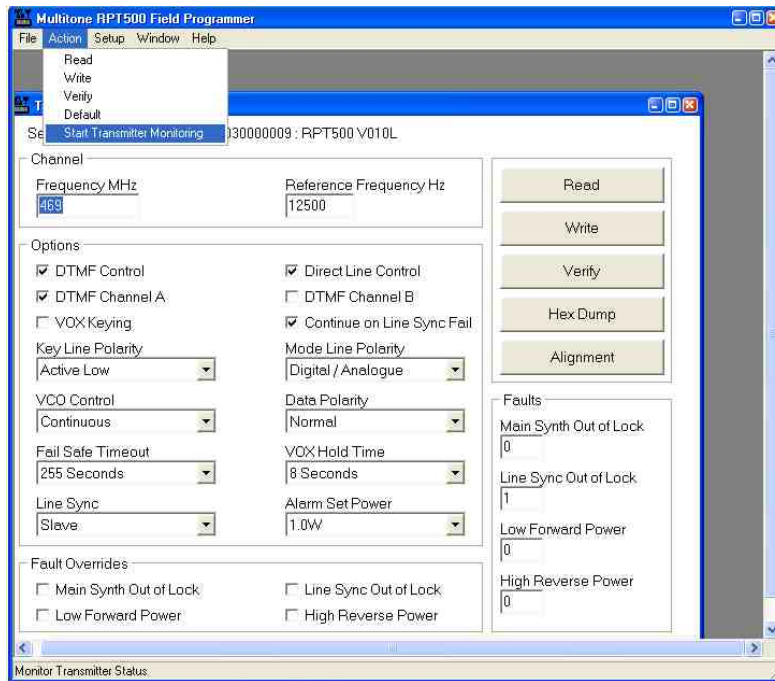 Multitone RPT500 Field Programmer
File Action Setup Window Help
Read
Write
Verify
Default
Start Transmitter Monitoring
030000009 : RPT500 V010L
Channel
Frequency MHz
469
Reference Frequency Hz
12500
Read
Write
Verify
Hex Dump
Alignment
Options
DTMF Control
Direct Line Control
DTMF Channel A
DTMF Channel B
VOX Keying
Continue on Line Sync Fail
Key Line Polarity
Active Low
Mode Line Polarity
Digital / Analogue
VCO Control
Continuous
Data Polarity
Normal
Fail Safe Timeout
255 Seconds
VOX Hold Time
8 Seconds
Line Sync
Slave
Alarm Set Power
1.0W
Faults
Main Synth Out of Lock
0
Line Sync Out of Lock
1
Low Forward Power
0
High Reverse Power
0
Fault Overrides
Main Synth Out of Lock
Line Sync Out of Lock
Low Forward Power
High Reverse Power
Monitor Transmitter Status